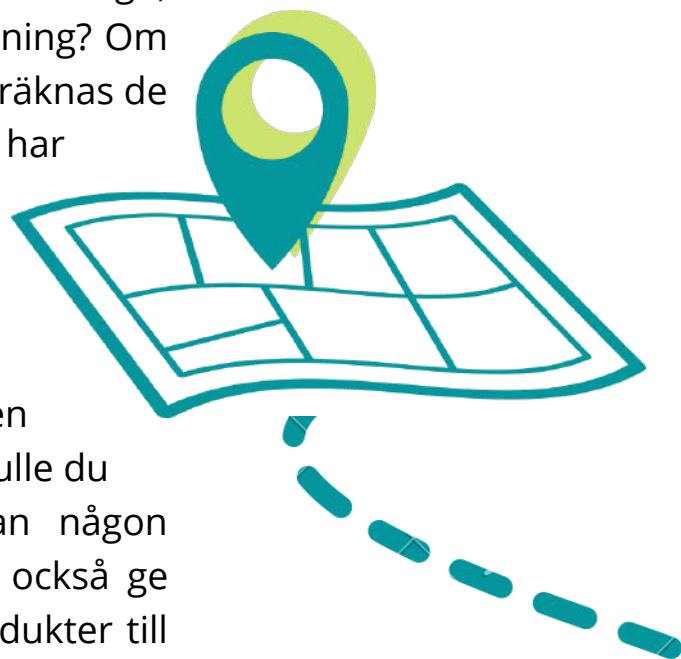 ning? Om
räknas de
har
en
ulle du
an någon
också ge
dukter till